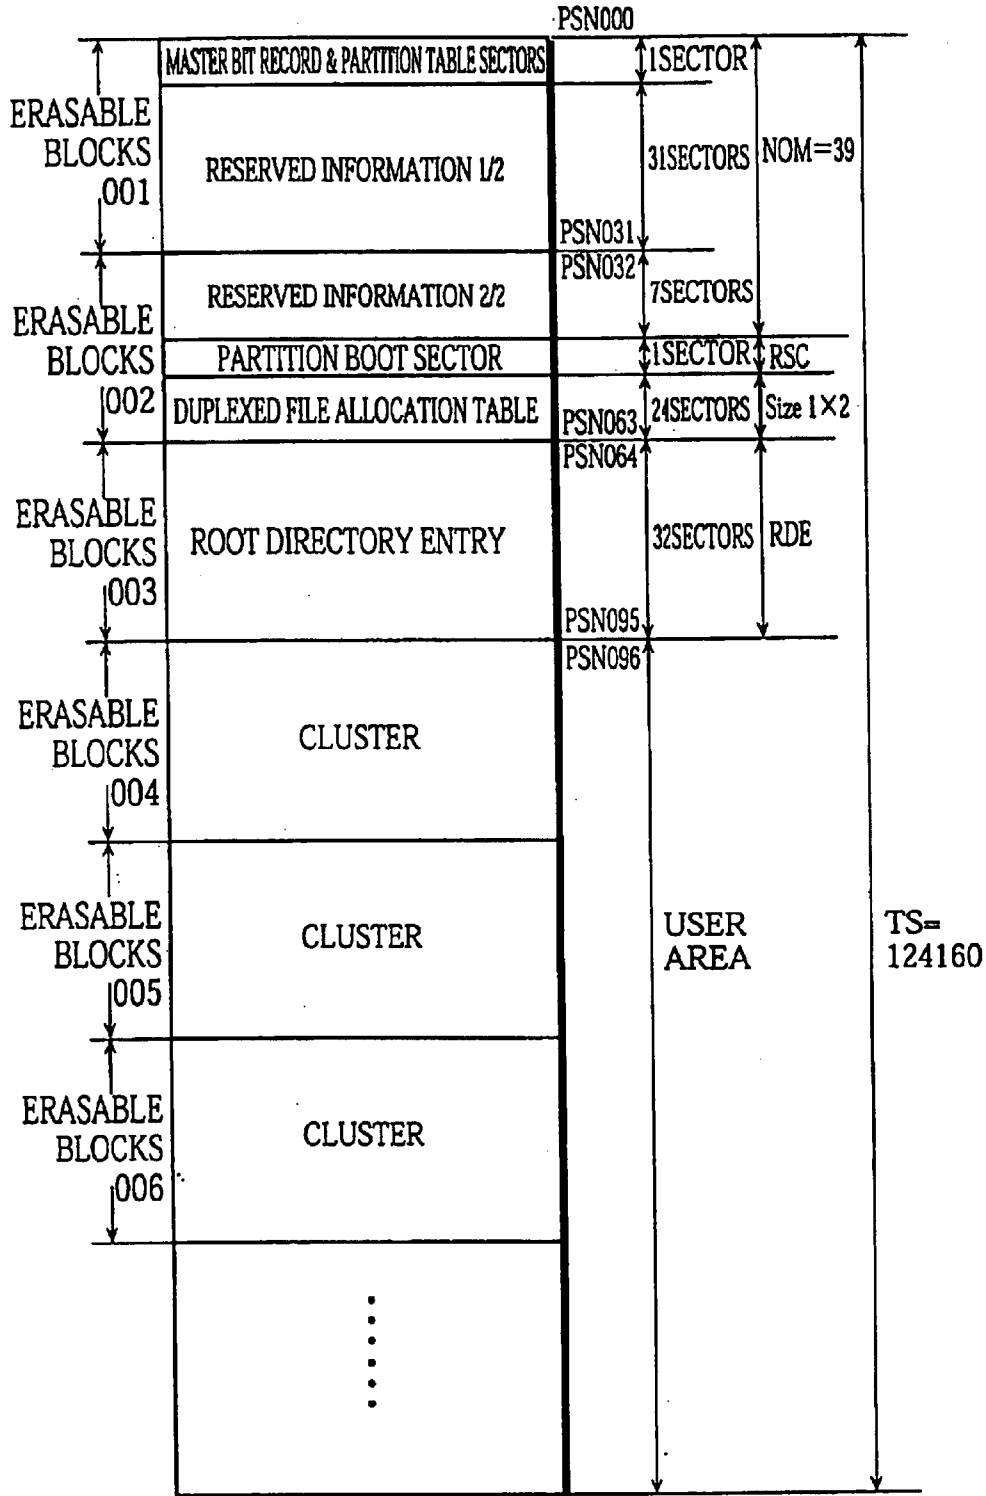 PSN000
MASTER BIT RECORD & PARTITION TABLE SECTORS
1SECTOR
ERASABLE
BLOCKS
001
RESERVED INFORMATION 1/2
31SECTORS
NOM=39
PSN031
PSN032
RESERVED INFORMATION 2/2
7SECTORS
ERASABLE
BLOCKS
002
PARTITION BOOT SECTOR
1SECTOR
RSC
DUPLEXED FILE ALLOCATION TABLE
PSN063
24SECTORS
Size 1×2
PSN064
ERASABLE
BLOCKS
003
ROOT DIRECTORY ENTRY
32SECTORS
RDE
PSN095
PSN096
ERASABLE
BLOCKS
004
CLUSTER
ERASABLE
BLOCKS
005
CLUSTER
USER
AREA
TS=
124160
ERASABLE
BLOCKS
006
CLUSTER